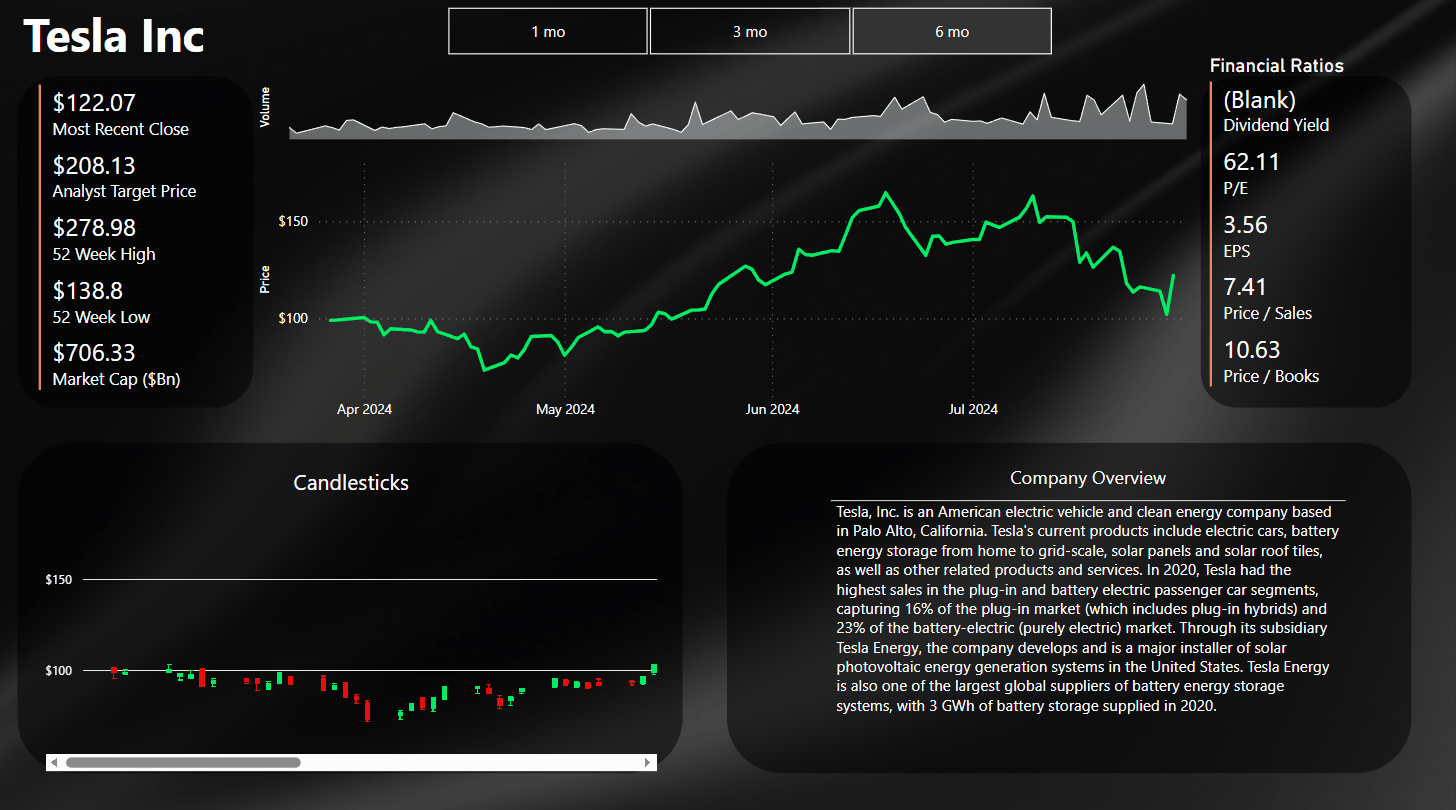 Tesla Inc
1 mo
3 mo
6 mo
$122.07
Most Recent Close
$208.13
Analyst Target Price
$278.98
52 Week High
$138.8
52 Week Low
$706.33
Market Cap ($Bn)
Volume
Price
$150
$100
Apr 2024
May 2024
Jun 2024
Jul 2024
Financial Ratios
(Blank)
Dividend Yield
62.11
P/E
3.56
EPS
7.41
Price / Sales
10.63
Price / Books
Candlesticks
$150
$100
Company Overview
Tesla, Inc. is an American electric vehicle and clean energy company based
in Palo Alto, California. Tesla's current products include electric cars, battery
energy storage from home to grid-scale, solar panels and solar roof tiles,
as well as other related products and services. In 2020, Tesla had the
highest sales in the plug-in and battery electric passenger car segments,
capturing 16% of the plug-in market (which includes plug-in hybrids) and
23% of the battery-electric (purely electric) market. Through its subsidiary
Tesla Energy, the company develops and is a major installer of solar
photovoltaic energy generation systems in the United States. Tesla Energy
is also one of the largest global suppliers of battery energy storage
systems, with 3 GWh of battery storage supplied in 2020.